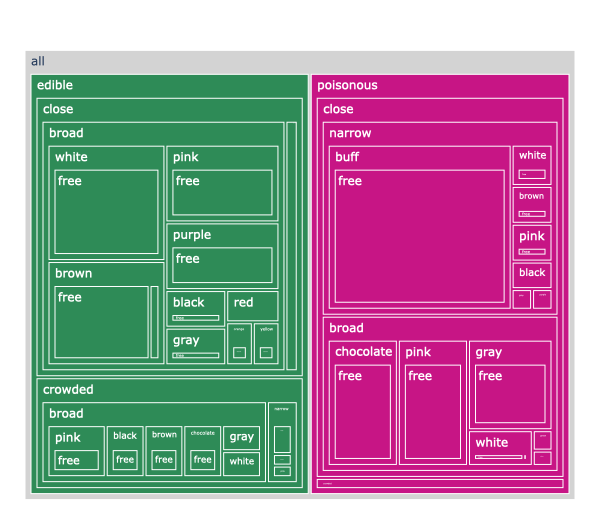 all
edible
close
broad
white
free
pink
free
purple
free
brown
free
black
free
red
gray
free
orange
yellow
crowded
broad
pink
free
black
free
brown
free
chocolate
free
gray
white
narrow
poisonous
close
narrow
buff
free
white
brown
free
pink
free
black
broad
chocolate
free
pink
free
gray
free
white